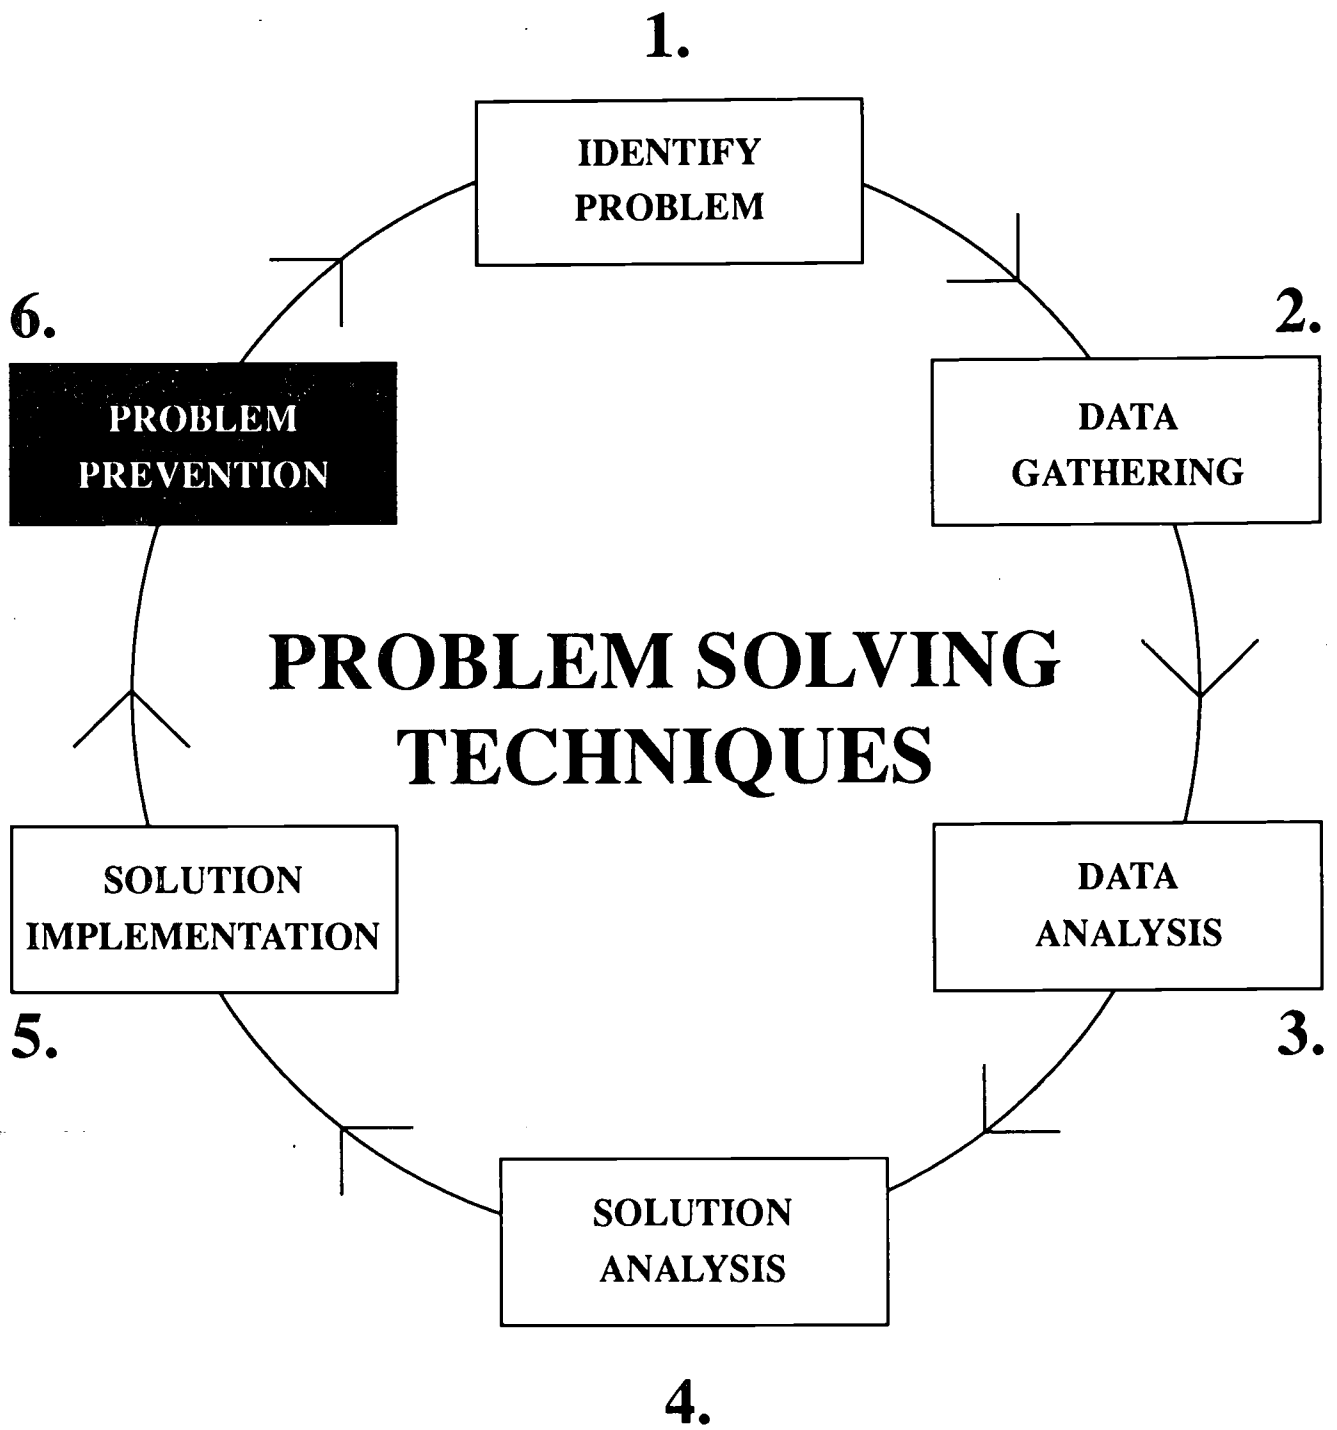 1.
IDENTIFY
PROBLEM
2.
DATA
GATHERING
DATA
ANALYSIS
3.
SOLUTION
ANALYSIS
4.
SOLUTION
IMPLEMENTATION
5.
6.
PROBLEM
PREVENTION
PROBLEM SOLVING
TECHNIQUES